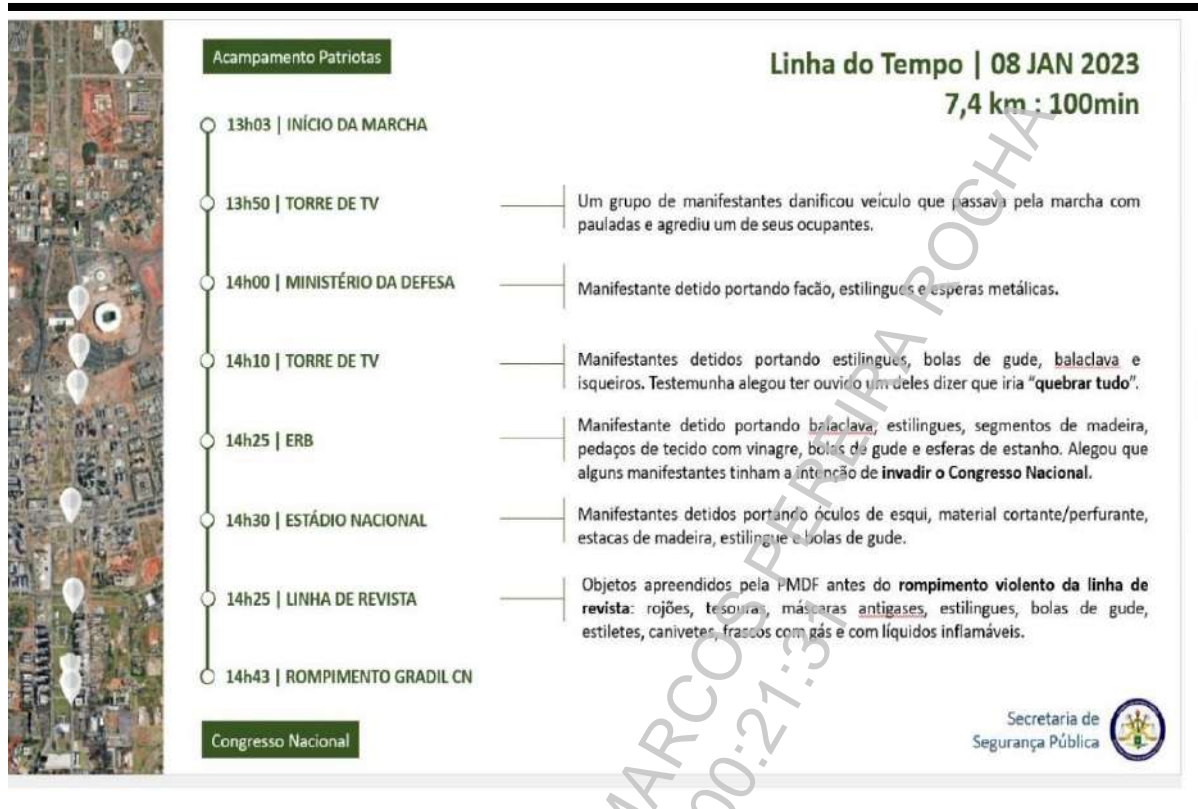 Acampamento Patriotas
Linha do Tempo | 08 JAN 2023
7,4 km : 100min
13h03 | INÍCIO DA MARCHA
13h50 | TORRE DE TV
Um grupo de manifestantes danificou veículo que passava pela marcha com
pauladas e agrediu um de seus ocupantes.
14h00 | MINISTÉRIO DA DEFESA
Manifestante detido portando facão, estilingues e esperas metálicas.
14h10 | TORRE DE TV
Manifestantes detidos portando estilingues, bolas de gude, balaclava e
isqueiros. Testemunha alegou ter ouvido um deles dizer que iria “quebrar tudo”.
14h25 | ERB
Manifestante detido portando balaclava, estilingues, segmentos de madeira,
pedaços de tecido com vinagre, bolas de gude e esferas de estanho. Alegou que
alguns manifestantes tinham a intenção de invadir o Congresso Nacional.
14h30 | ESTÁDIO NACIONAL
Manifestantes detidos portando óculos de esqui, material cortante/perfurante,
estacas de madeira, estilingue e bolas de gude.
14h25 | LINHA DE REVISTA
Objetos apreendidos pela PMDF antes do rompimento violento da linha de
revista: rojões, tesouras, máscaras antigases, estilingues, bolas de gude,
estiletes, canivetes, frascos com gás e com líquidos inflamáveis.
14h43 | ROMPIMENTO GRADIL CN
Congresso Nacional
Secretaria de
Segurança Pública
MARCOS PEREIRA ROCHA
00:21:31